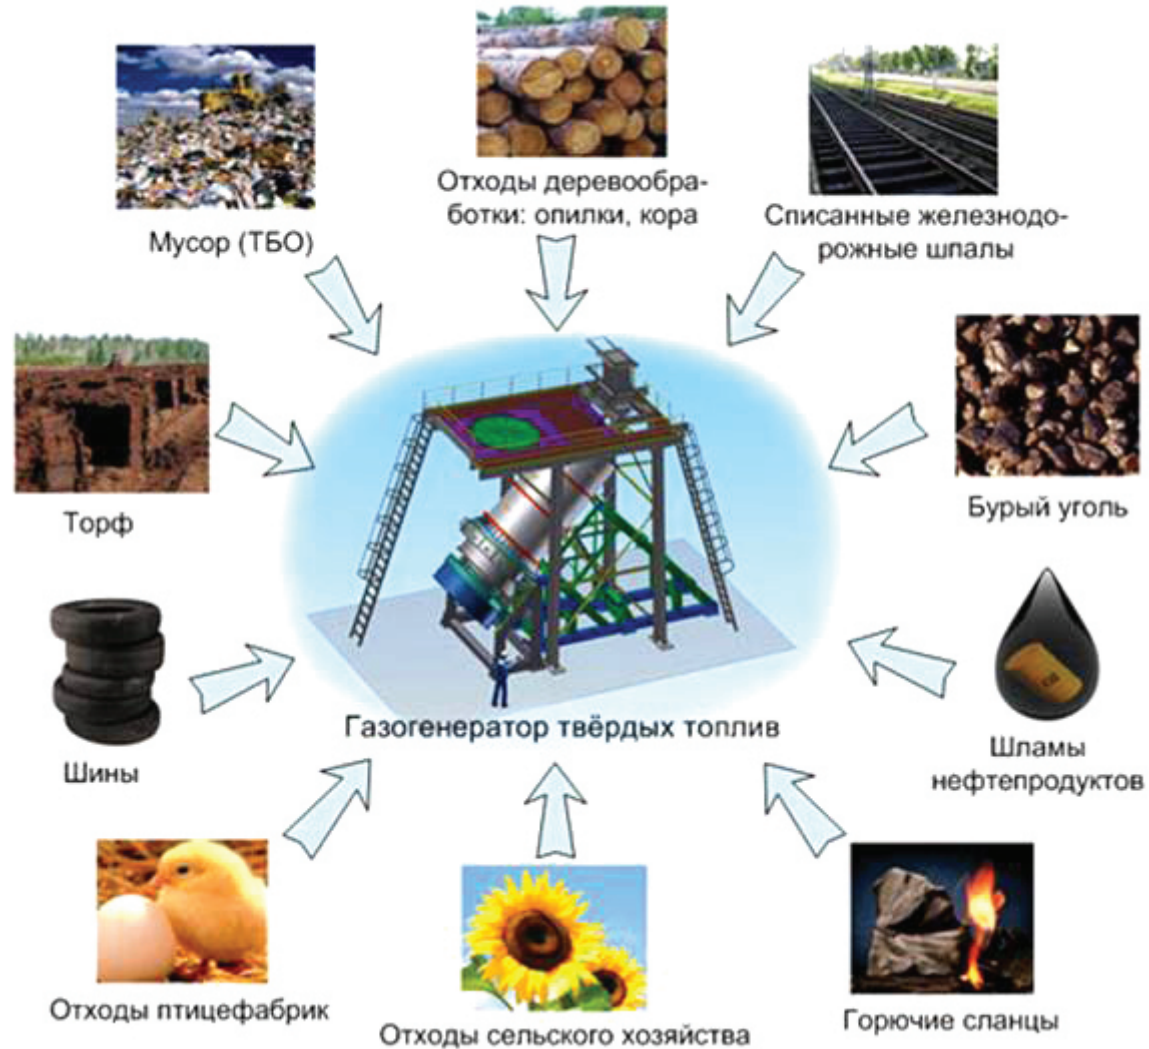 Отходы деревообра-
ботки: опилки, кора
Мусор (ТБО)
Списанные железнодо-
рожные шпалы
Торф
Бурый уголь
Газогенератор твёрдых топлив
Шины
Шламы
нефтепродуктов
Отходы птицефабрик
Отходы сельского хозяйства
Горючие сланцы